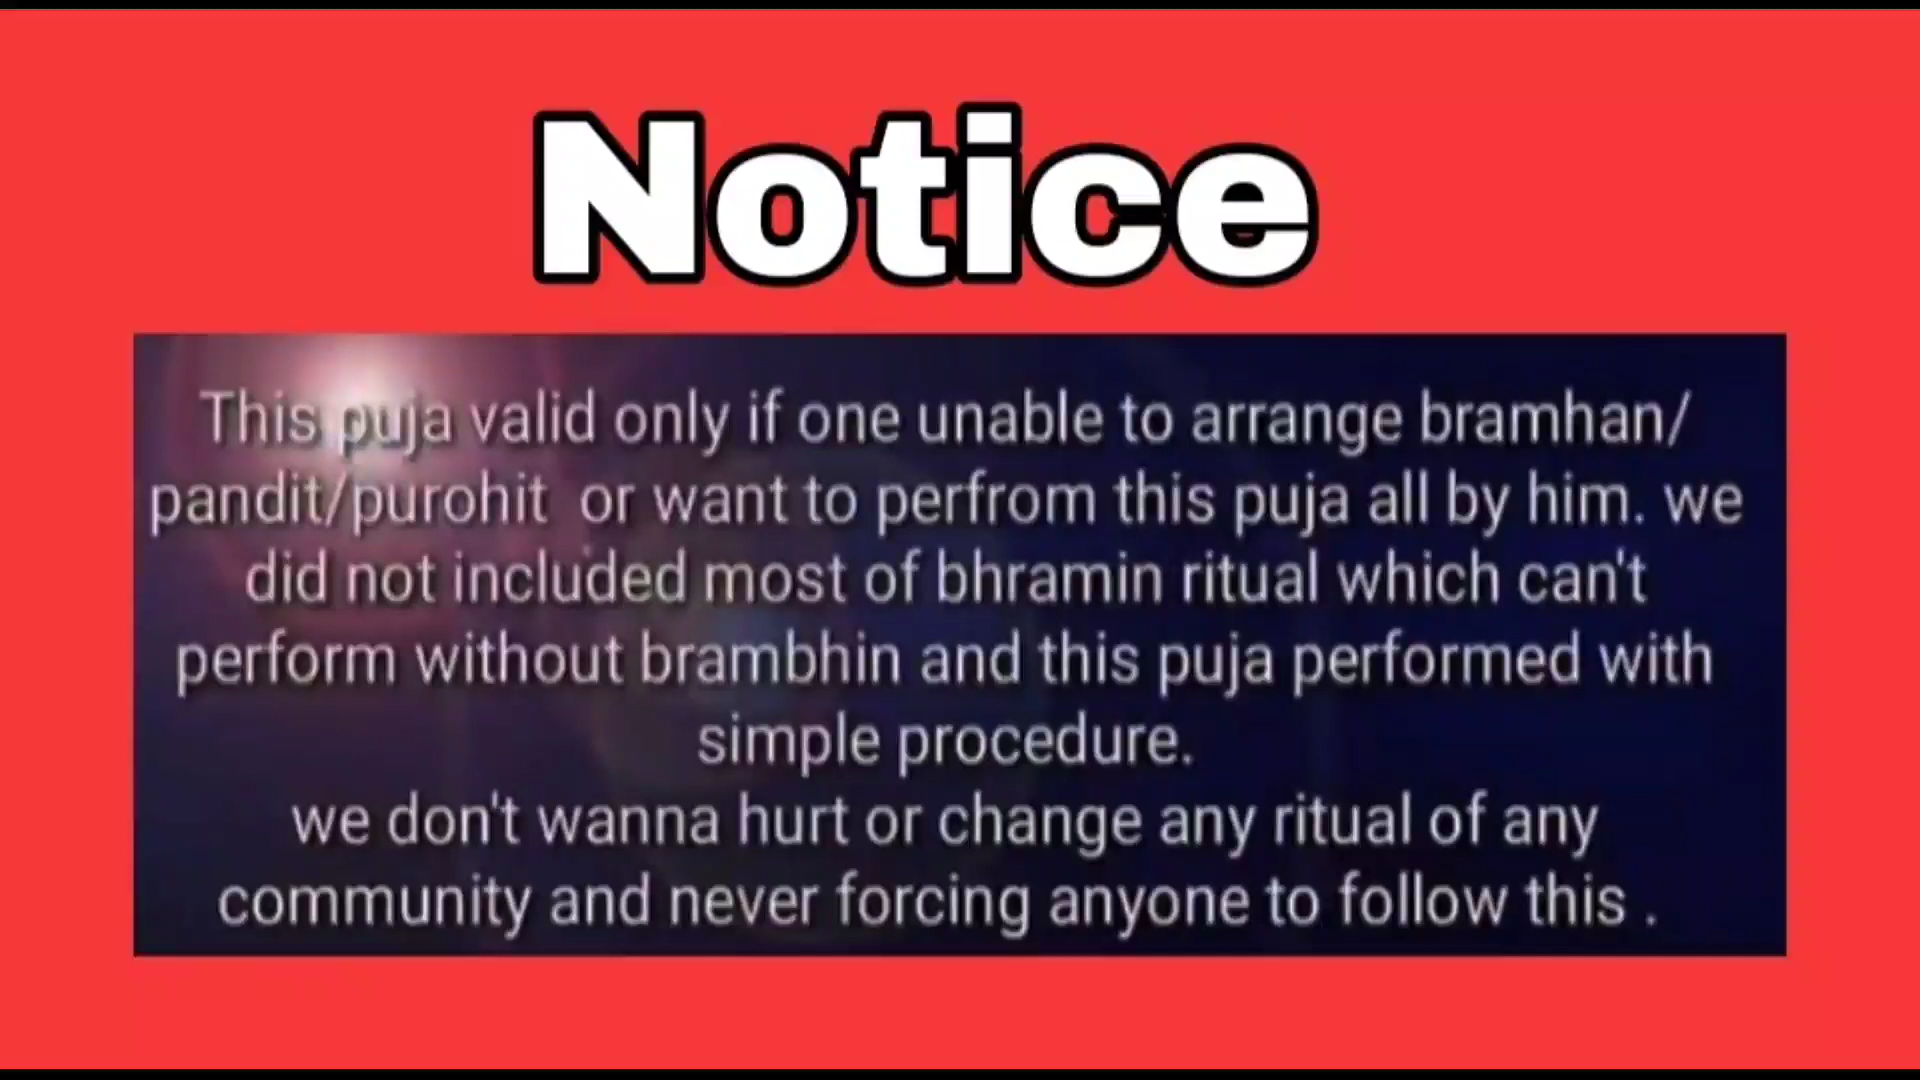 Notice
This puja valid only if one unable to arrange bramhan/
pandit/purohit or want to perfrom this puja all by him. we
did not included most of bhramin ritual which can't
perform without brambhin and this puja performed with
simple procedure.
we don't wanna hurt or change any ritual of any
community and never forcing anyone to follow this .